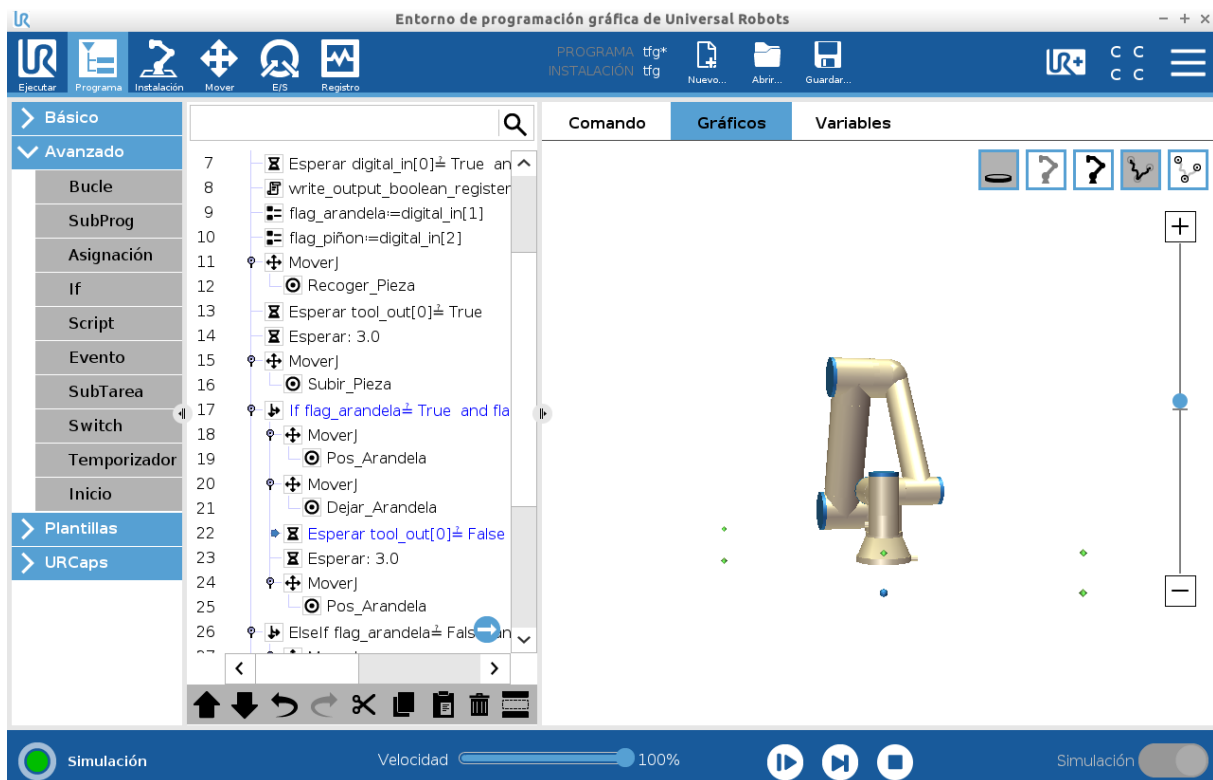 Entorno de programación gráfica de Universal Robots
PROGRAMA tfg*
INSTALACIÓN tfg
Ejecutar Programa Instalación Mover E/S Registro
Nuevo... Abrir... Guardar...
UR+
C C
C C
Básico
Avanzado
Bucle
SubProg
Asignación
If
Script
Evento
SubTarea
Switch
Temporizador
Inicio
Plantillas
URCaps
7 Esperar digital_in[0]≟ True an
8 write_output_boolean_register
9 flag_arandela≔digital_in[1]
10 flag_piñon≔digital_in[2]
11 MoverJ
12 Recoger_Pieza
13 Esperar tool_out[0]≟ True
14 Esperar: 3.0
15 MoverJ
16 Subir_Pieza
17 If flag_arandela≟ True and fla
18 MoverJ
19 Pos_Arandela
20 MoverJ
21 Dejar_Arandela
22 Esperar tool_out[0]≟ False
23 Esperar: 3.0
24 MoverJ
25 Pos_Arandela
26 ElseIf flag_arandela≟ Fals an
Comando Gráficos Variables
Simulación
Velocidad 100%
Simulación